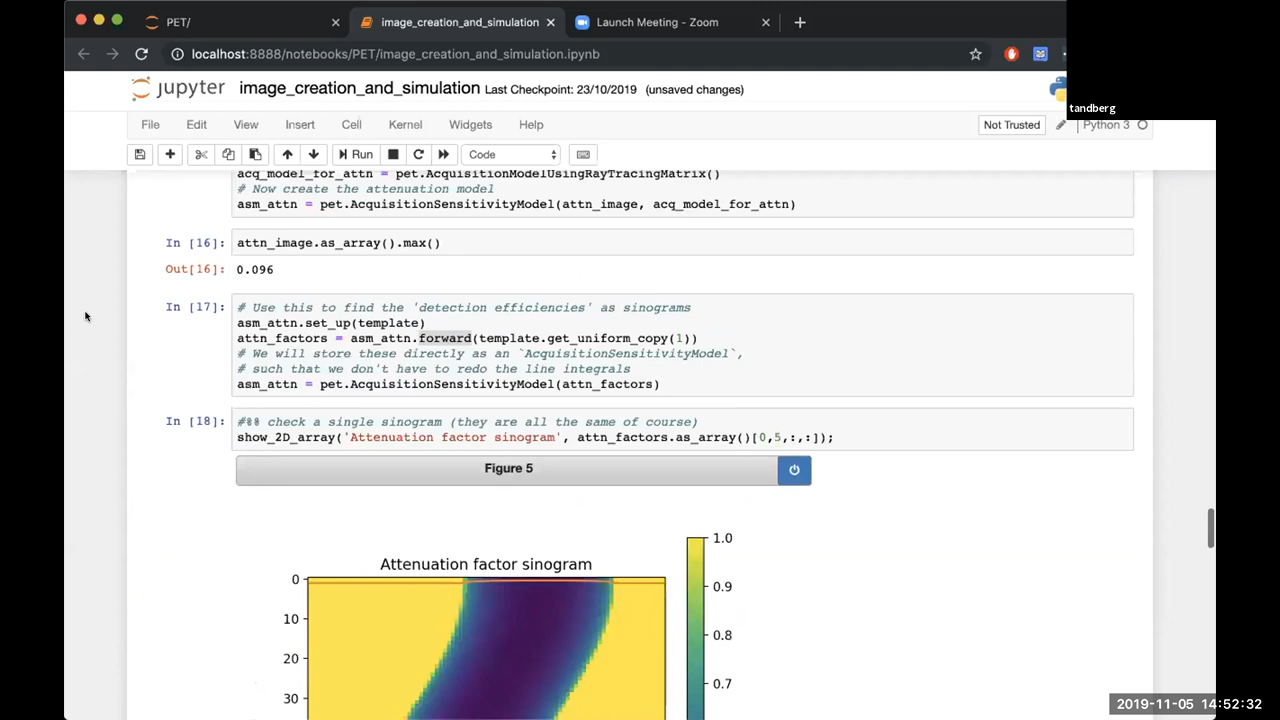 PET/
image_creation_and_simulation
Launch Meeting - Zoom
localhost:8888/notebooks/PET/image_creation_and_simulation.ipynb
jupyter image_creation_and_simulation Last Checkpoint: 23/10/2019 (unsaved changes)
tandberg
File Edit View Insert Cell Kernel Widgets Help Not Trusted Python 3
Run Code
acq_model_for_attn = pet.AcquisitionModelUsingRayTracingMatrix()
# Now create the attenuation model
asm_attn = pet.AcquisitionSensitivityModel(attn_image, acq_model_for_attn)
In [16]: attn_image.as_array().max()
Out[16]: 0.096
In [17]: # Use this to find the 'detection efficiencies' as sinograms
asm_attn.set_up(template)
attn_factors = asm_attn.forward(template.get_uniform_copy(1))
# We will store these directly as an `AcquisitionSensitivityModel`,
# such that we don't have to redo the line integrals
asm_attn = pet.AcquisitionSensitivityModel(attn_factors)
In [18]: #%% check a single sinogram (they are all the same of course)
show_2D_array('Attenuation factor sinogram', attn_factors.as_array()[0,5,:,:]);
Figure 5
Attenuation factor sinogram
0
10
20
30
1.0
0.9
0.8
0.7
2019-11-05 14:52:32